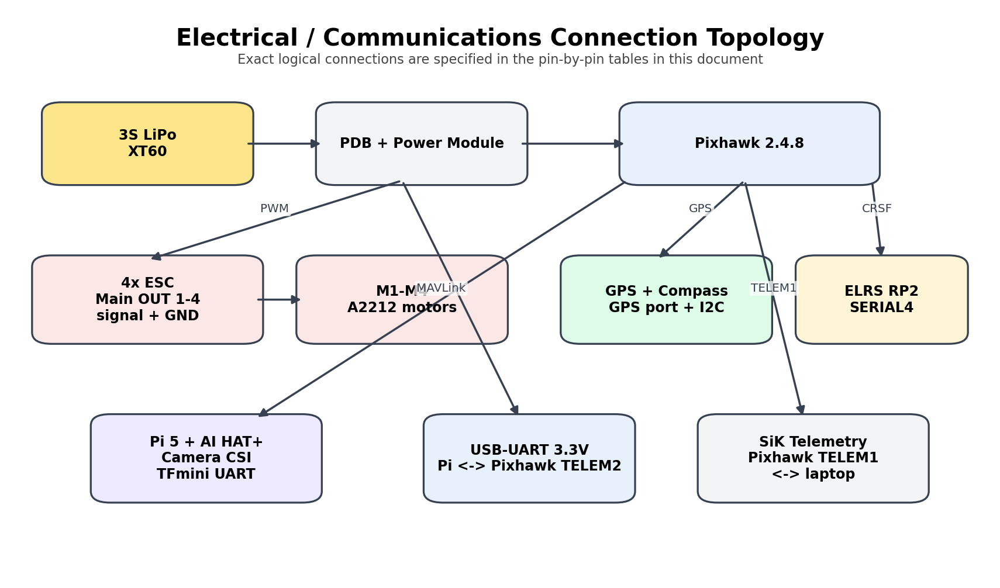 Electrical / Communications Connection Topology
Exact logical connections are specified in the pin-by-pin tables in this document
3S LiPo
XT60
PDB + Power Module
Pixhawk 2.4.8
PWM
GPS
CRSF
4x ESC
Main OUT 1-4
signal + GND
M1-M4
A2212 motors
MAVLink
GPS + Compass
GPS port + I2C
TELEM1
ELRS RP2
SERIAL4
Pi 5 + AI HAT+
Camera CSI
TFmini UART
USB-UART 3.3V
Pi <-> Pixhawk TELEM2
SiK Telemetry
Pixhawk TELEM1
<-> laptop